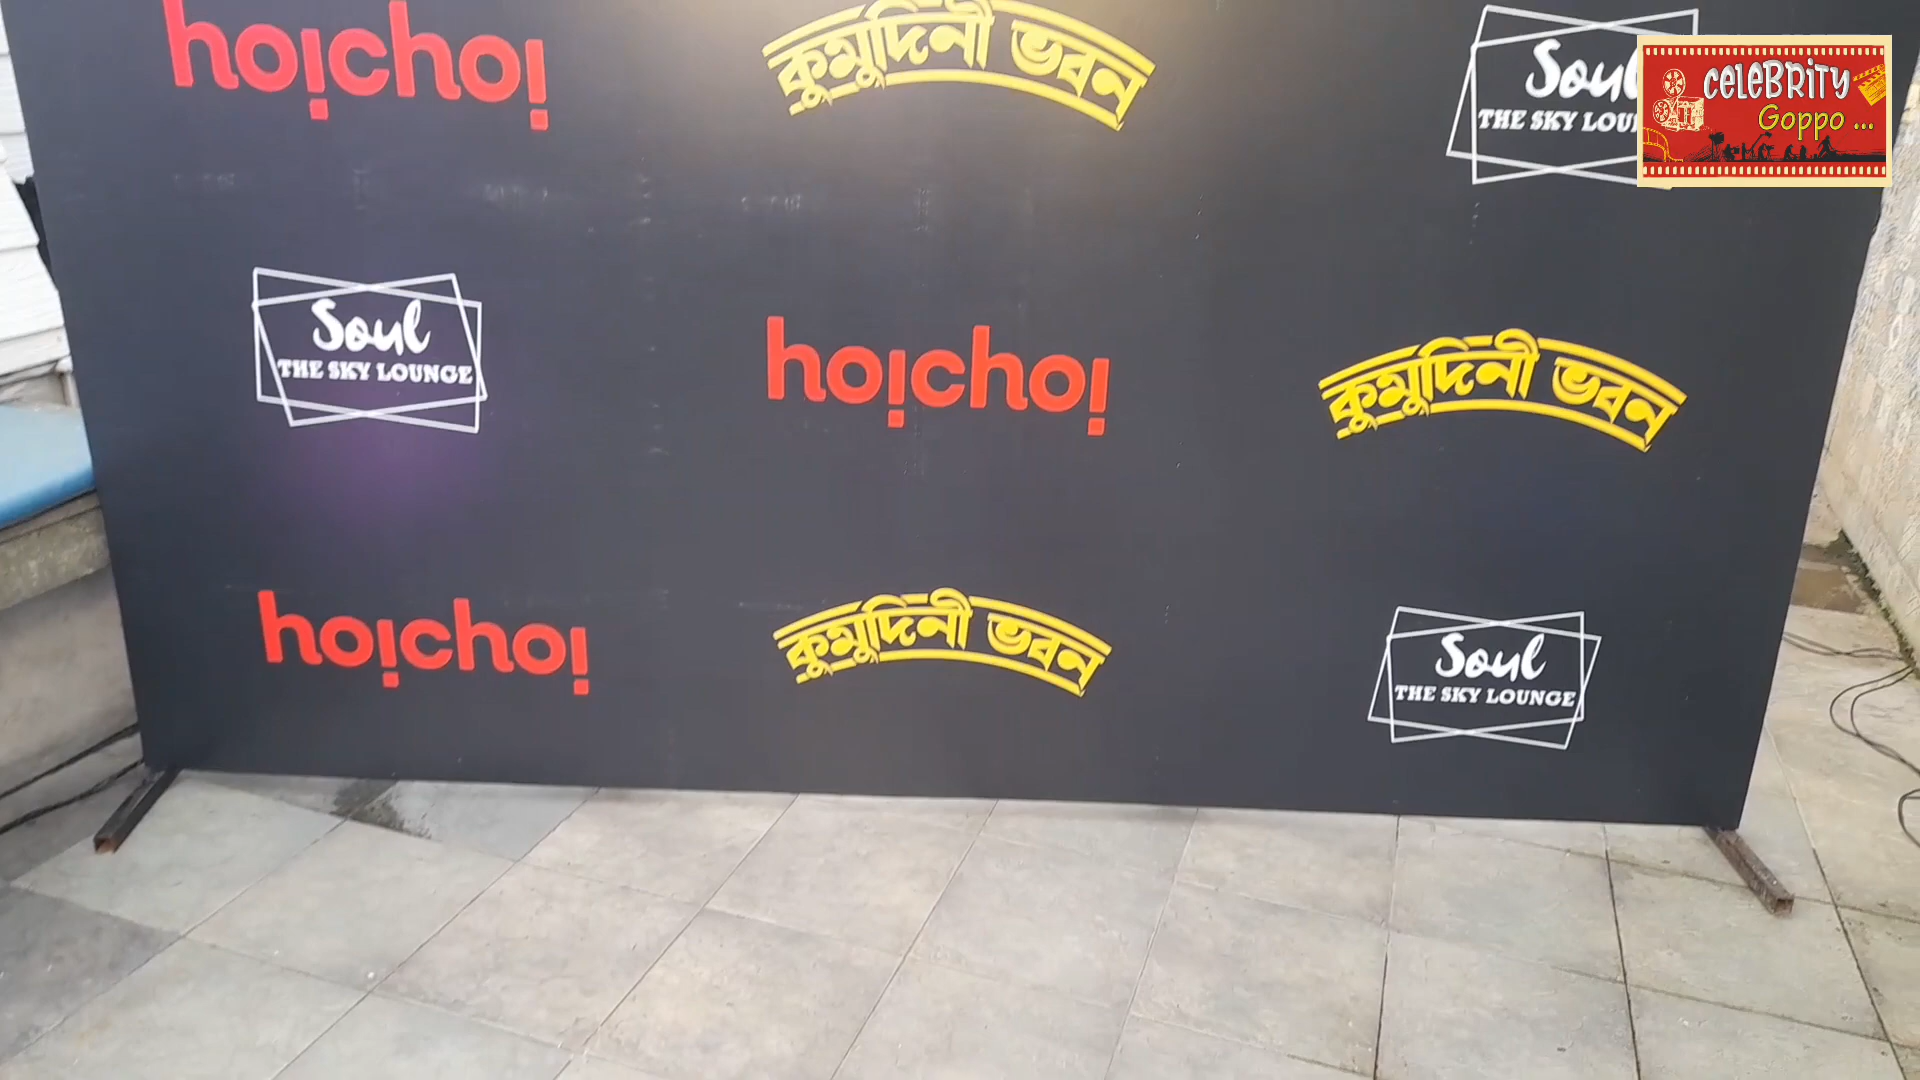 hoichoi
কুমুদিনী ভবন
Soul
THE SKY LOUNGE
CELEBRITY
Goppo ...
Soul
THE SKY LOUNGE
hoichoi
কুমুদিনী ভবন
hoichoi
কুমুদিনী ভবন
Soul
THE SKY LOUNGE